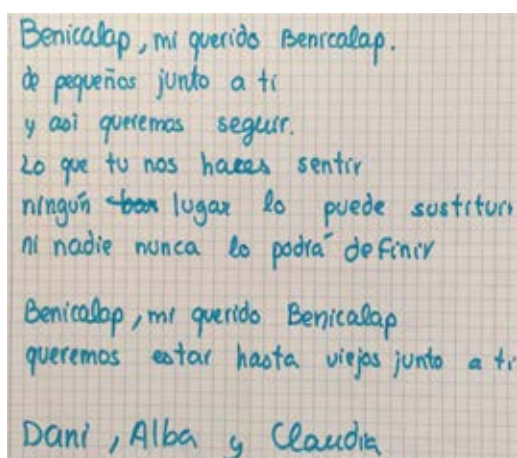 Benicalap, mi querido Benicalap.
de pequeños junto a ti
y asi queremos seguir.
Lo que tu nos haces sentir
ningún lugar lo puede sustituir
ni nadie nunca lo podrá definir
Benicalap, mi querido Benicalap
queremos estar hasta viejos junto a ti
Dani, Alba y Claudia